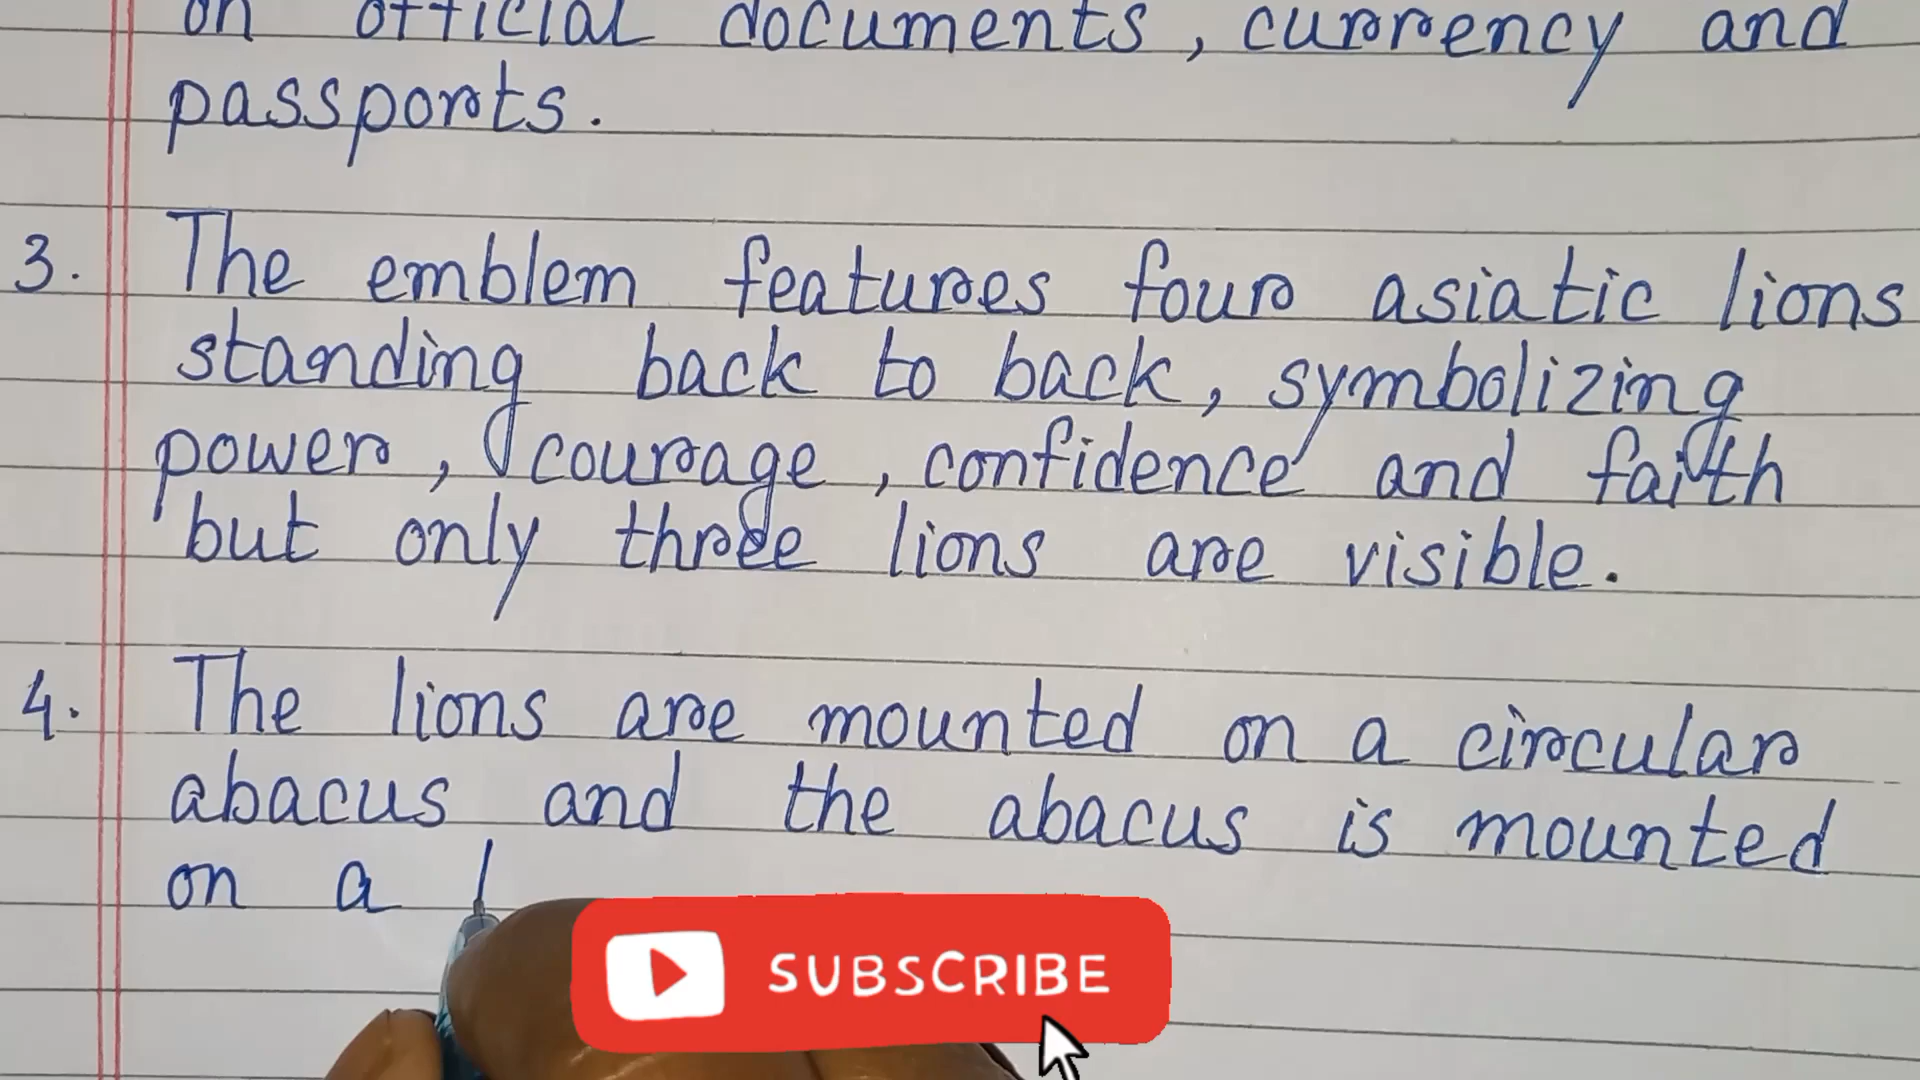 on official documents, currency and
passports.
3. The emblem features four asiatic lions
standing back to back, symbolizing
power, courage, confidence and faith
but only three lions are visible.
4. The lions are mounted on a circular
abacus and the abacus is mounted
on a
SUBSCRIBE